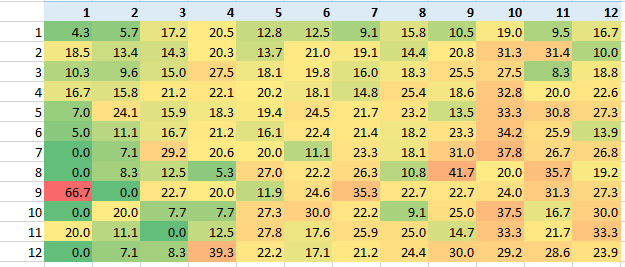 1 2 3 4 5 6 7 8 9 10 11 12
1 4.3 5.7 17.2 20.5 12.8 12.5 9.1 15.8 10.5 19.0 9.5 16.7
2 18.5 13.4 14.3 20.3 13.7 21.0 19.1 14.4 20.8 31.3 31.4 10.0
3 10.3 9.6 15.0 27.5 18.1 19.8 16.0 18.3 25.5 27.5 8.3 18.8
4 16.7 15.8 21.2 22.1 20.2 18.1 14.8 25.4 18.6 32.8 20.0 22.6
5 7.0 24.1 15.9 18.3 19.4 24.5 21.7 23.2 13.5 33.3 30.8 27.3
6 5.0 11.1 16.7 21.2 16.1 22.4 21.4 18.2 23.3 34.2 25.9 13.9
7 0.0 7.1 29.2 20.6 20.0 11.1 23.3 18.1 31.0 37.8 26.7 26.8
8 0.0 8.3 12.5 5.3 27.0 22.2 26.3 10.8 41.7 20.0 35.7 19.2
9 66.7 0.0 22.7 20.0 11.9 24.6 35.3 22.7 22.7 24.0 31.3 27.3
10 0.0 20.0 7.7 7.7 27.3 30.0 22.2 9.1 25.0 37.5 16.7 30.0
11 20.0 11.1 0.0 12.5 27.8 17.6 25.9 25.0 14.7 33.3 21.7 33.3
12 0.0 7.1 8.3 39.3 22.2 17.1 21.2 24.4 30.0 29.2 28.6 23.9